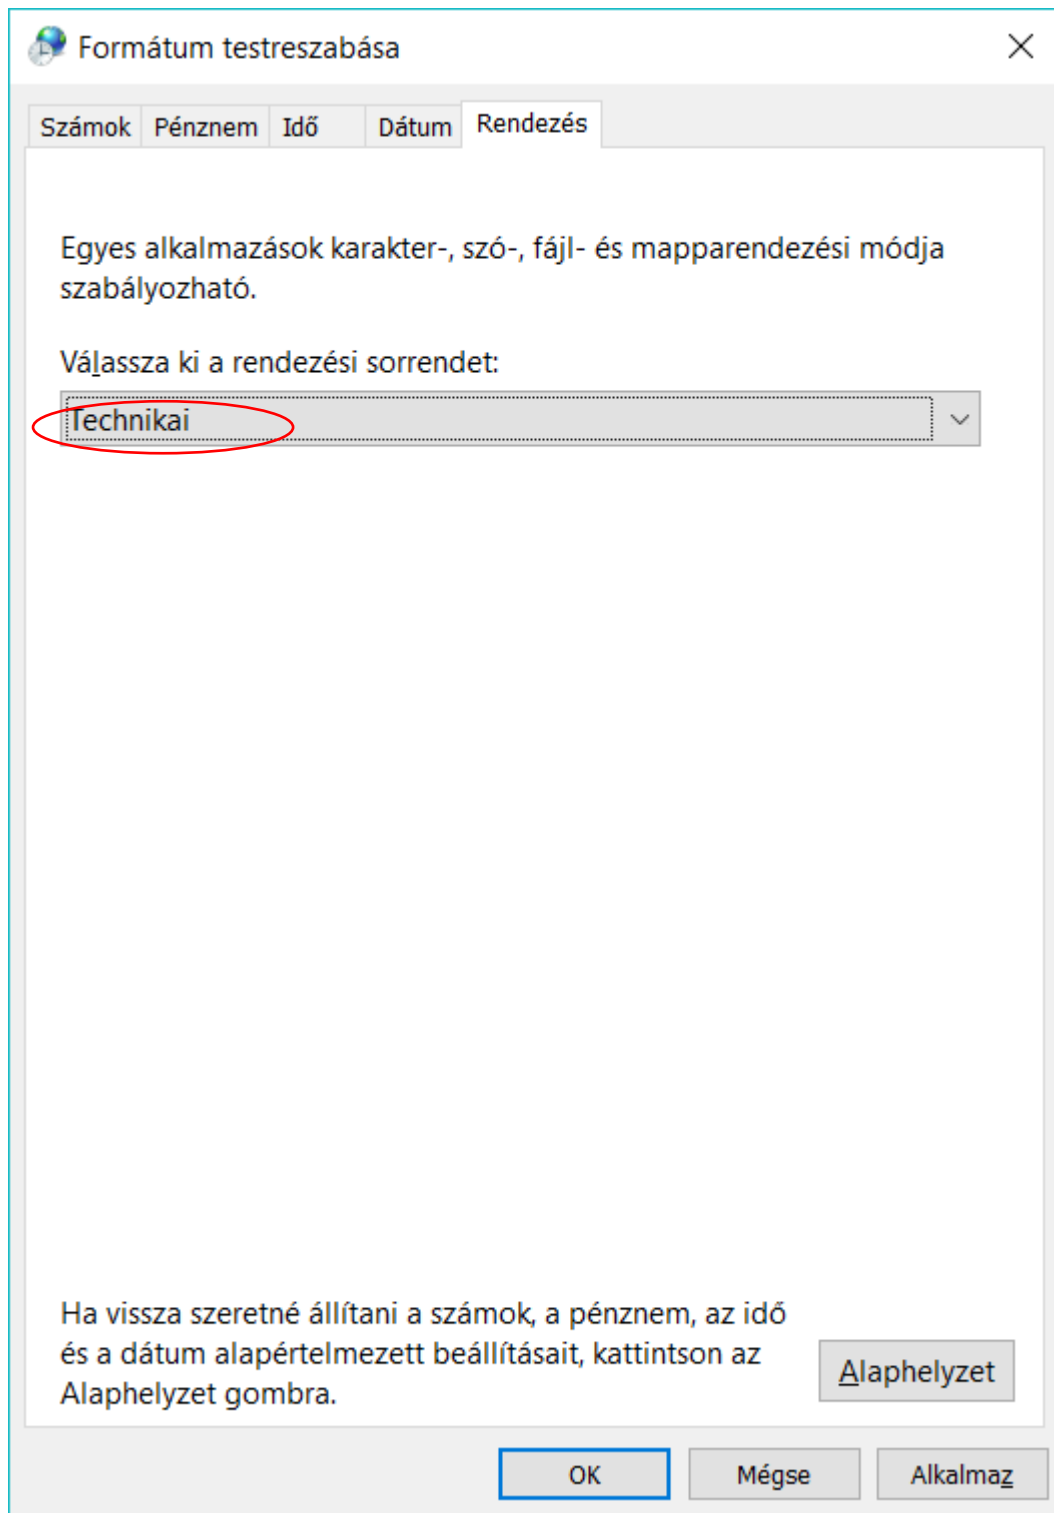 Formátum testreszabása
Számok Pénznem Idő Dátum Rendezés
Egyes alkalmazások karakter-, szó-, fájl- és mapparendezési módja
szabályozható.
Válassza ki a rendezési sorrendet:
Technikai
Ha vissza szeretné állítani a számok, a pénznem, az idő
és a dátum alapértelmezett beállításait, kattintson az
Alaphelyzet gombra.
Alaphelyzet
OK Mégse Alkalmaz